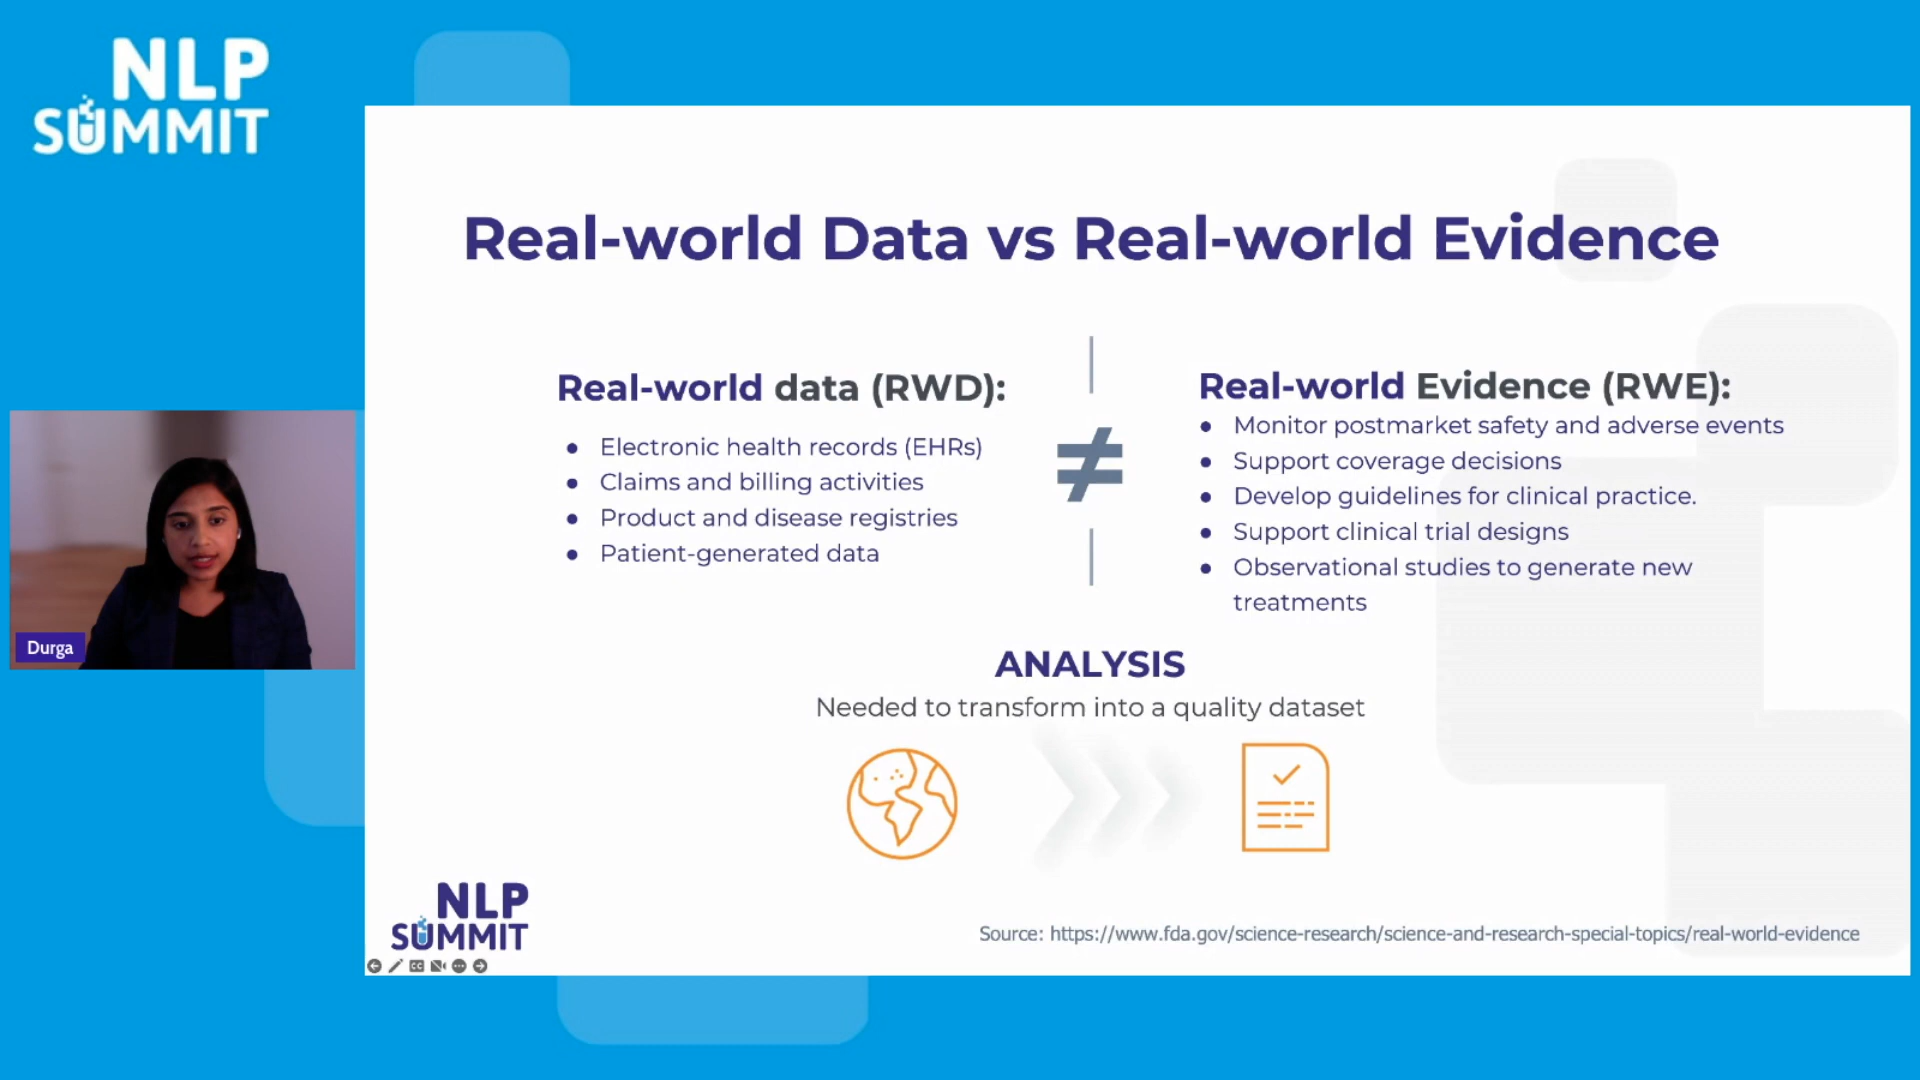 NLP
SUMMIT
Real-world Data vs Real-world Evidence
Real-world data (RWD):
● Electronic health records (EHRs)
● Claims and billing activities
● Product and disease registries
● Patient-generated data
≠
Real-world Evidence (RWE):
● Monitor postmarket safety and adverse events
● Support coverage decisions
● Develop guidelines for clinical practice.
● Support clinical trial designs
● Observational studies to generate new
treatments
Durga
ANALYSIS
Needed to transform into a quality dataset
NLP
SUMMIT
Source: https://www.fda.gov/science-research/science-and-research-special-topics/real-world-evidence
CC